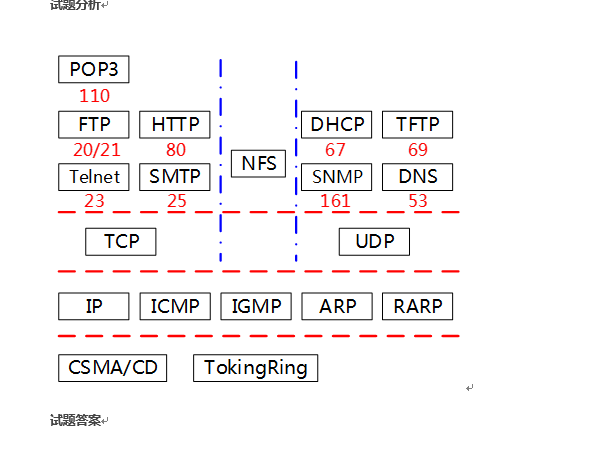 试题分析
POP3
110
FTP HTTP DHCP TFTP
20/21 80 67 69
NFS
Telnet SMTP SNMP DNS
23 25 161 53
TCP UDP
IP ICMP IGMP ARP RARP
CSMA/CD TokingRing
试题答案